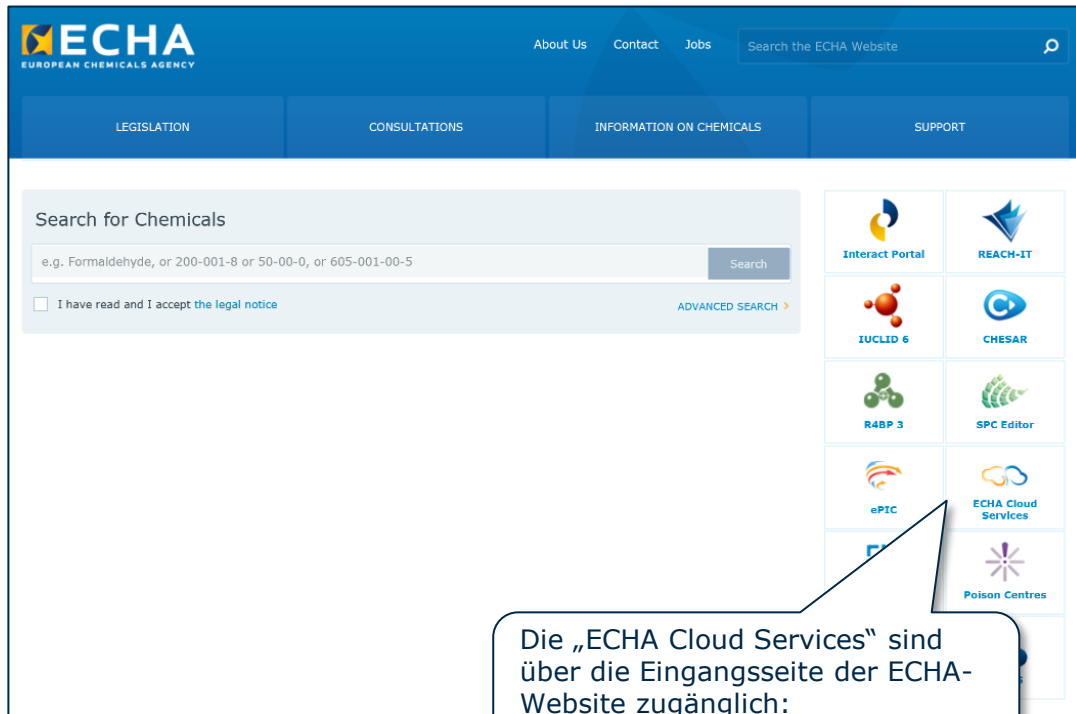 ECHA
EUROPEAN CHEMICALS AGENCY
About Us Contact Jobs Search the ECHA Website
LEGISLATION CONSULTATIONS INFORMATION ON CHEMICALS SUPPORT
Search for Chemicals
e.g. Formaldehyde, or 200-001-8 or 50-00-0, or 605-001-00-5 Search
I have read and I accept the legal notice ADVANCED SEARCH >
Interact Portal REACH-IT
IUCLID 6 CHESAR
R4BP 3 SPC Editor
ePIC ECHA Cloud
Services
Poison Centres
Die „ECHA Cloud Services“ sind
über die Eingangsseite der ECHA-
Website zugänglich: